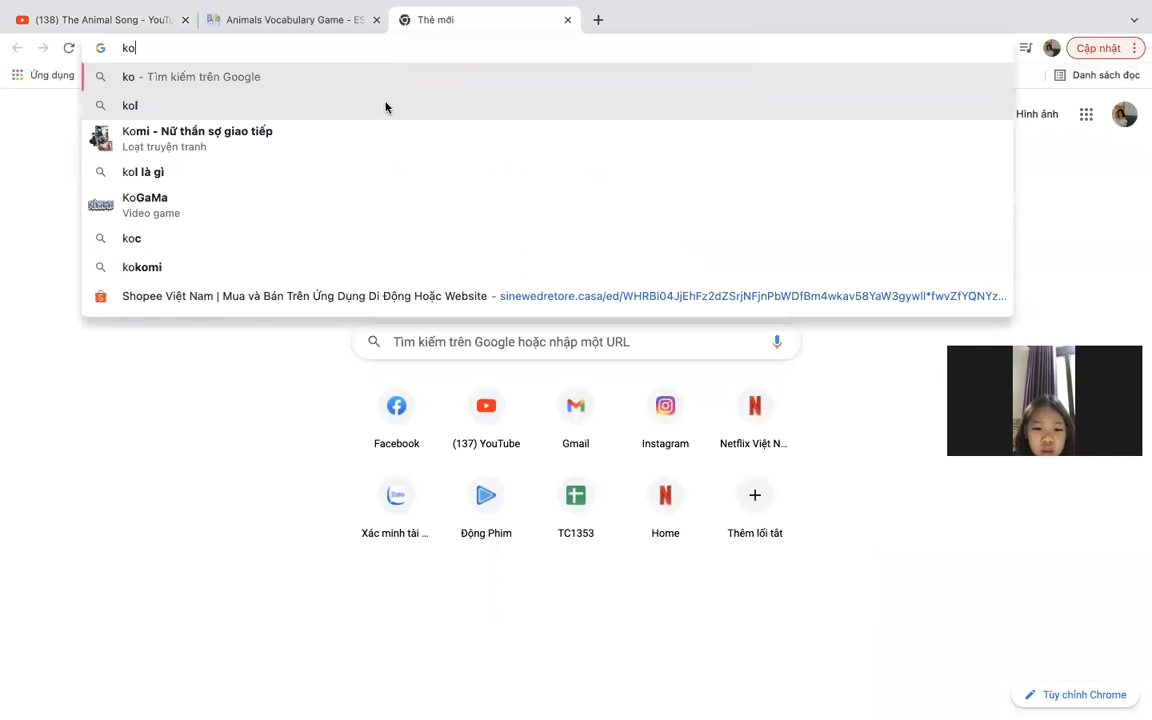 (138) The Animal Song - YouTu
Animals Vocabulary Game - ES
Thẻ mới
ko
Cập nhật
Ứng dụng
Danh sách đọc
ko - Tìm kiếm trên Google
kol
Komi - Nữ thần sợ giao tiếp
Loạt truyện tranh
kol là gì
KoGaMa
Video game
koc
kokomi
Shopee Việt Nam | Mua và Bán Trên Ứng Dụng Di Động Hoặc Website - sinewedretore.casa/ed/WHRBl04JjEhFz2dZSrjNFjnPbWDfBm4wkav58YaW3gywlI*fwvZfYQNYz...
Hình ảnh
Tìm kiếm trên Google hoặc nhập một URL
Facebook
(137) YouTube
Gmail
Instagram
Netflix Việt N...
Xác minh tài ...
Động Phim
TC1353
Home
Thêm lối tắt
Tùy chỉnh Chrome